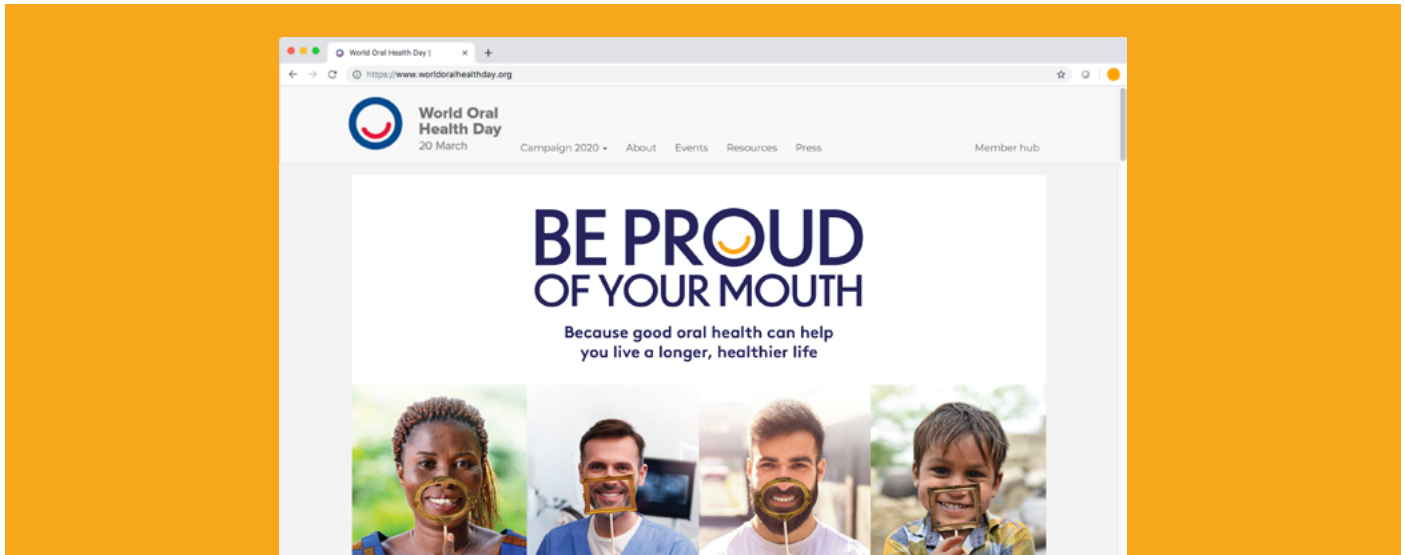 World Oral Health Day |
https://www.worldoralhealthday.org
World Oral
Health Day
20 March
Campaign 2020
About
Events
Resources
Press
Member hub
BE PROUD
OF YOUR MOUTH
Because good oral health can help
you live a longer, healthier life